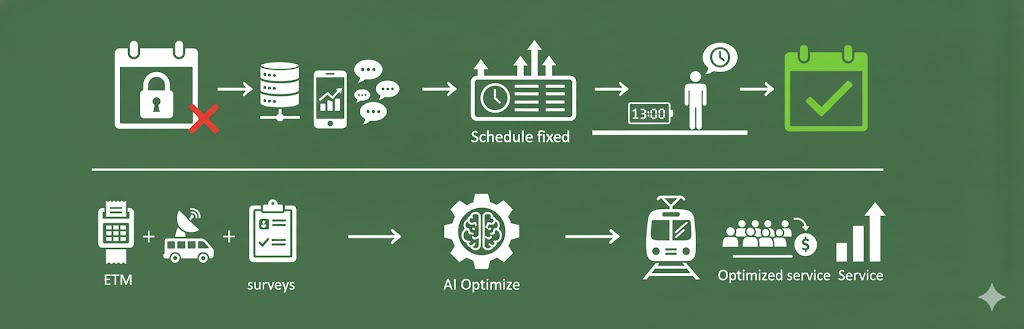 13:00
Schedule fixed
ETM
surveys
AI Optimize
Optimized service
Service